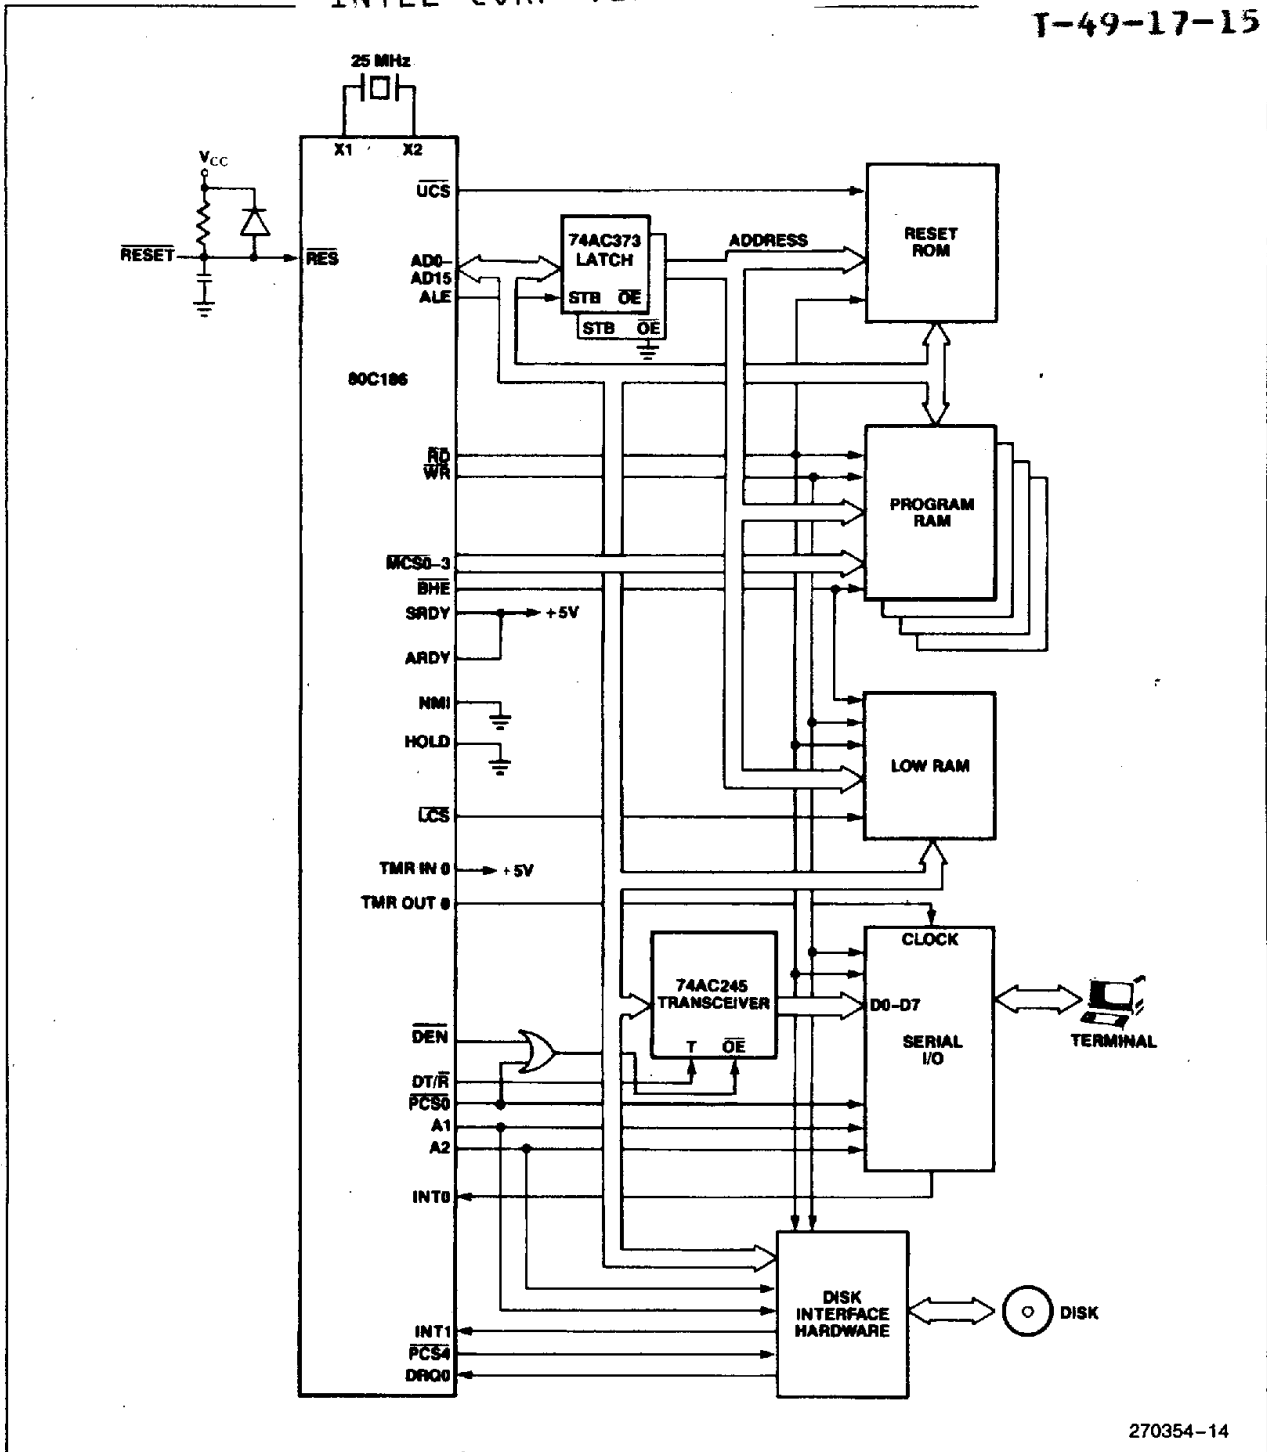 INTEL CORP
T-49-17-15
25 MHz
X1 X2
VCC
RESET
RES
UCS
AD0-
AD15
ALE
80C186
74AC373
LATCH
STB OE
STB OE
ADDRESS
RESET
ROM
RD
WR
PROGRAM
RAM
MCS0-3
BHE
SRDY
+5V
ARDY
NMI
HOLD
LOW RAM
LCS
TMR IN 0
+5V
TMR OUT 0
CLOCK
74AC245
TRANSCEIVER
T OE
D0-D7
SERIAL
I/O
TERMINAL
DEN
DT/R
PCS0
A1
A2
INT0
DISK
INTERFACE
HARDWARE
DISK
INT1
PCS4
DRQ0
270354-14